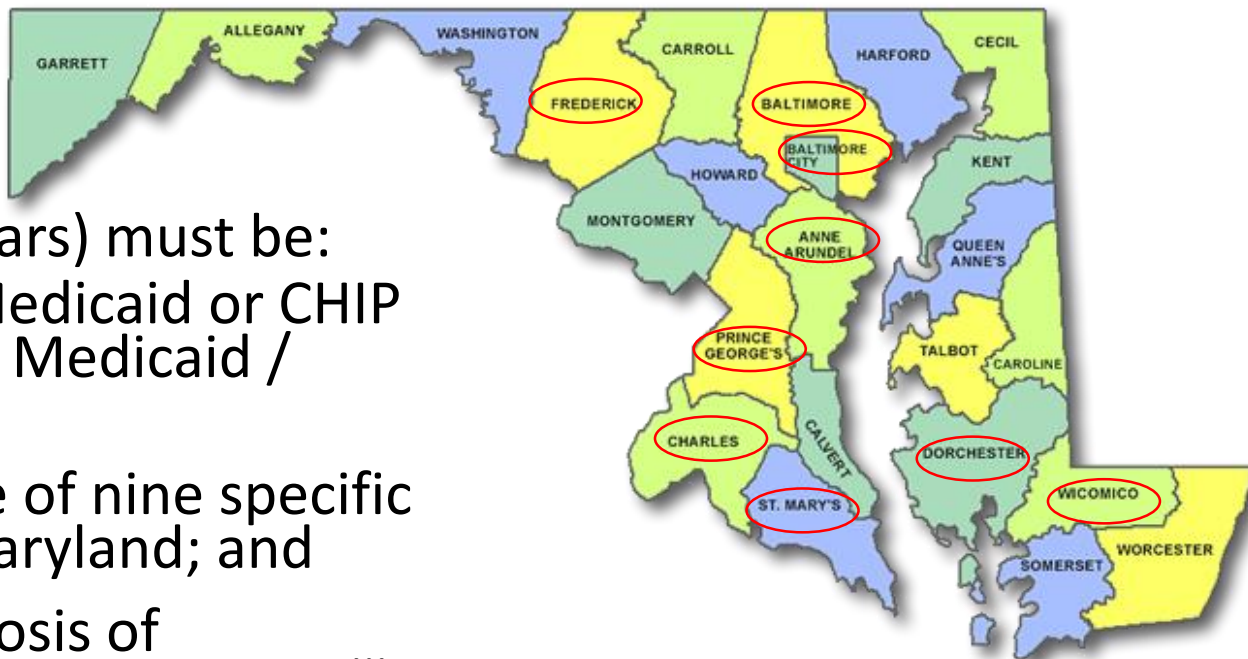 ars) must be:
Medicaid or CHIP
Medicaid /
e of nine specific
aryland; and
osis of
GARRETT
ALLEGANY
WASHINGTON
FREDERICK
CARROLL
BALTIMORE
BALTIMORE
CITY
HARFORD
CECIL
HOWARD
MONTGOMERY
ANNE
ARUNDEL
KENT
QUEEN
ANNE'S
PRINCE
GEORGE'S
TALBOT
CAROLINE
CHARLES
CALVERT
ST. MARY'S
DORCHESTER
WICOMICO
SOMERSET
WORCESTER